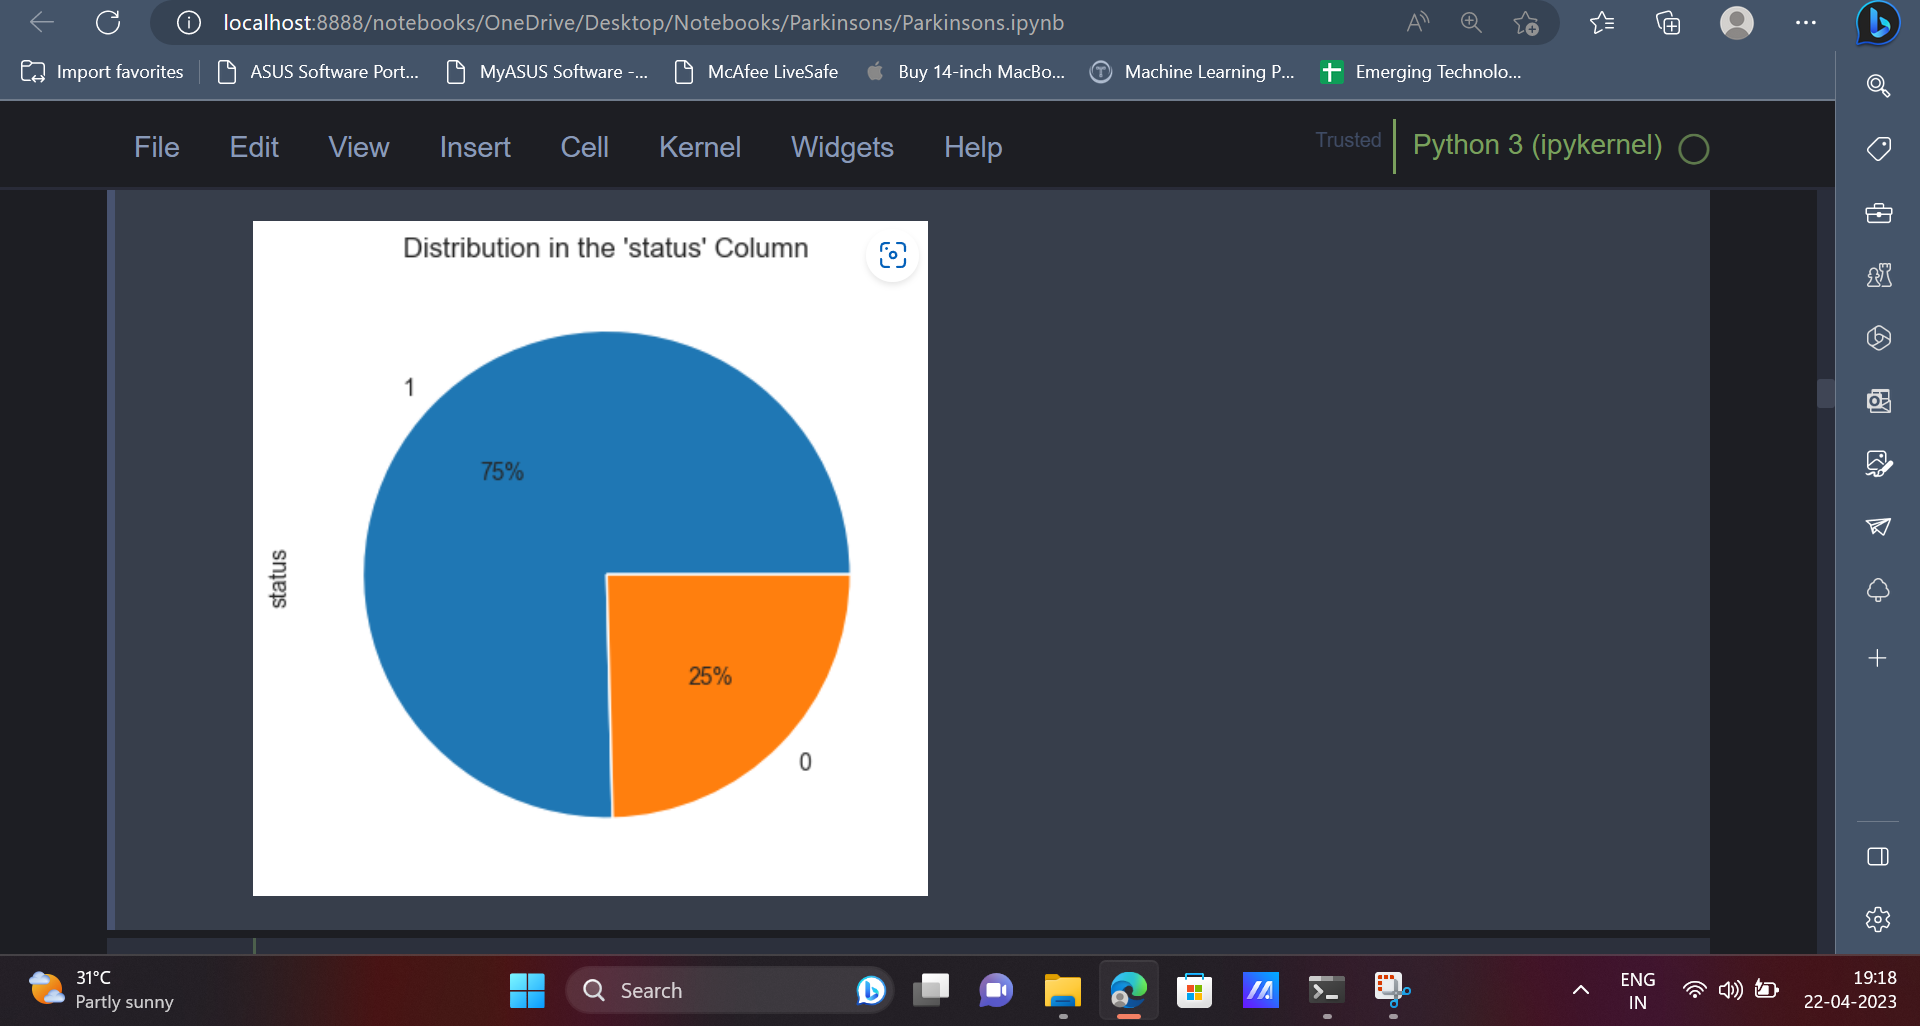 localhost:8888/notebooks/OneDrive/Desktop/Notebooks/Parkinsons/Parkinsons.ipynb
Import favorites ASUS Software Port... MyASUS Software -... McAfee LiveSafe Buy 14-inch MacBo... Machine Learning P... Emerging Technolo...
File Edit View Insert Cell Kernel Widgets Help Trusted Python 3 (ipykernel)
Distribution in the 'status' Column
1
75%
status
25%
0
31°C
Partly sunny
Search
ENG
IN
19:18
22-04-2023